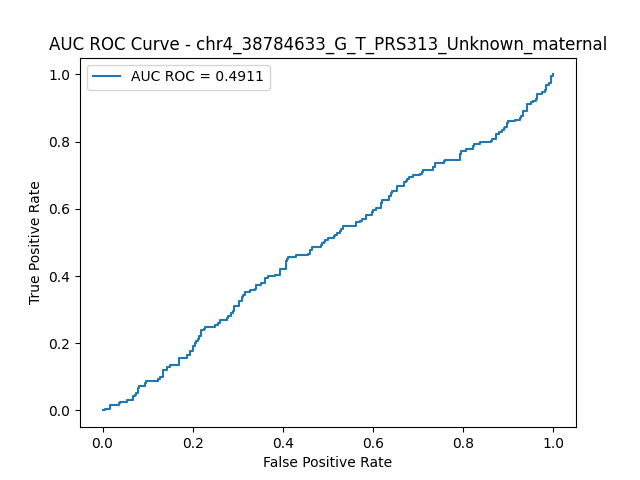 AUC ROC Curve - chr4_38784633_G_T_PRS313_Unknown_maternal
AUC ROC = 0.4911
1.0
0.8
0.6
0.4
0.2
0.0
True Positive Rate
0.0 0.2 0.4 0.6 0.8 1.0
False Positive Rate